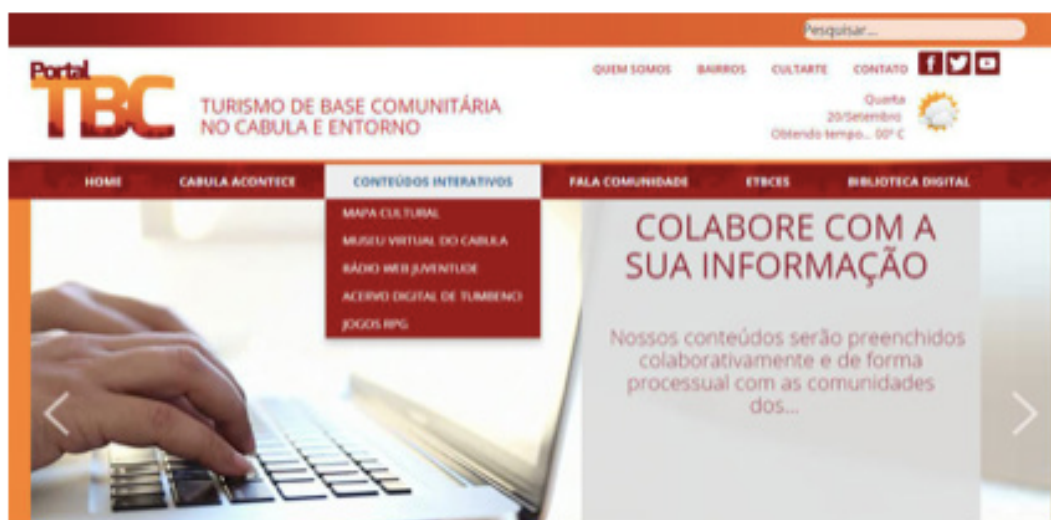 Pesquisar...
Portal
TBC
TURISMO DE BASE COMUNITÁRIA
NO CABULA E ENTORNO
QUEM SOMOS BAIRROS CULTARTE CONTATO
Quarta
20/Setembro
Obtendo tempo... 00º C
HOME CABULA ACONTECE CONTEÚDOS INTERATIVOS FALA COMUNIDADE ETBCES BIBLIOTECA DIGITAL
MAPA CULTURAL
MUSEU VIRTUAL DO CABULA
RÁDIO WEB JUVENTUDE
ACERVO DIGITAL DE TUMBENCI
JOGOS RPG
COLABORE COM A
SUA INFORMAÇÃO
Nossos conteúdos serão preenchidos
colaborativamente e de forma
processual com as comunidades
dos...